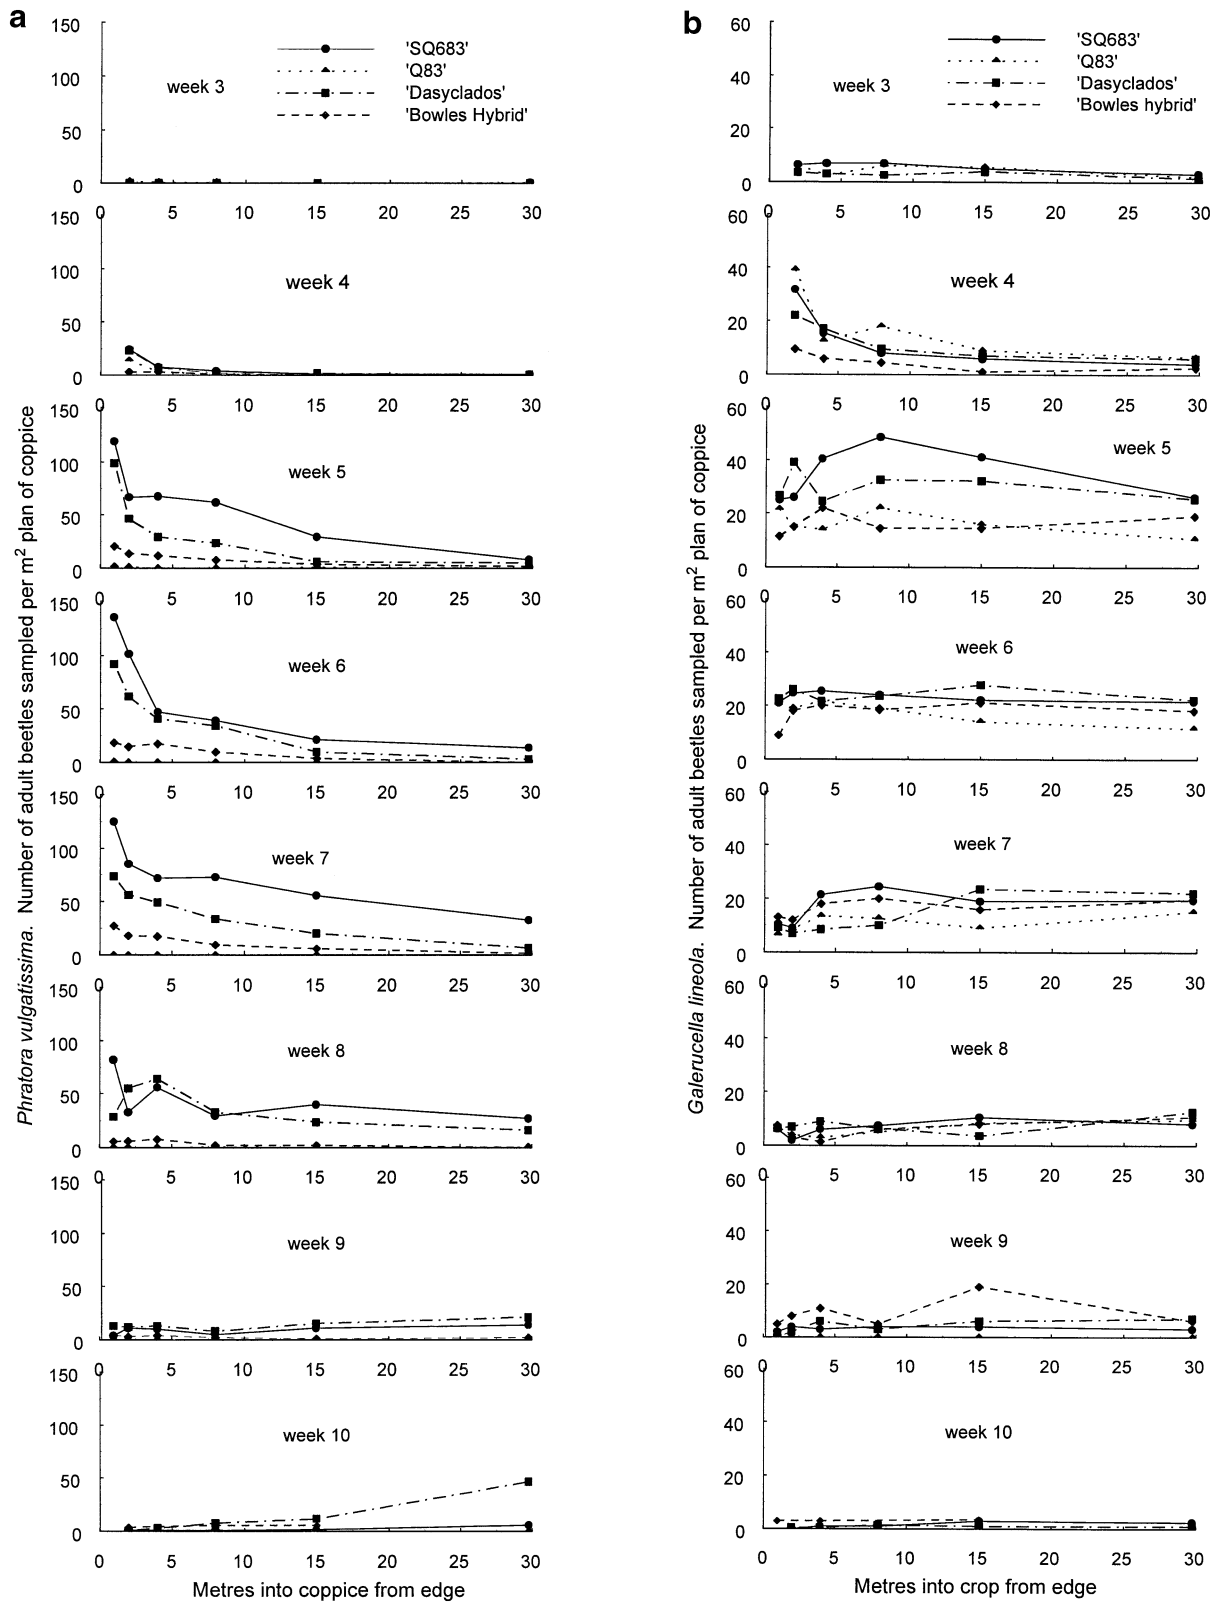 a
150
100
50
0
week 3
'SQ683'
'Q83'
'Dasyclados'
'Bowles Hybrid'
0 5 10 15 20 25 30
150
100
50
0
week 4
0 5 10 15 20 25 30
150
100
50
0
week 5
0 5 10 15 20 25 30
150
100
50
0
week 6
0 5 10 15 20 25 30
150
100
50
0
week 7
0 5 10 15 20 25 30
150
100
50
0
week 8
0 5 10 15 20 25 30
150
100
50
0
week 9
0 5 10 15 20 25 30
150
100
50
0
week 10
0 5 10 15 20 25 30
Metres into coppice from edge
Phratora vulgatissima. Number of adult beetles sampled per m² plan of coppice
b
60
40
20
0
week 3
'SQ683'
'Q83'
'Dasyclados'
'Bowles hybrid'
0 5 10 15 20 25 30
60
40
20
0
week 4
0 5 10 15 20 25 30
60
40
20
0
week 5
0 5 10 15 20 25 30
60
40
20
0
week 6
0 5 10 15 20 25 30
60
40
20
0
week 7
0 5 10 15 20 25 30
60
40
20
0
week 8
0 5 10 15 20 25 30
60
40
20
0
week 9
0 5 10 15 20 25 30
60
40
20
0
week 10
0 5 10 15 20 25 30
Metres into crop from edge
Galerucella lineola. Number of adult beetles sampled per m² plan of coppice